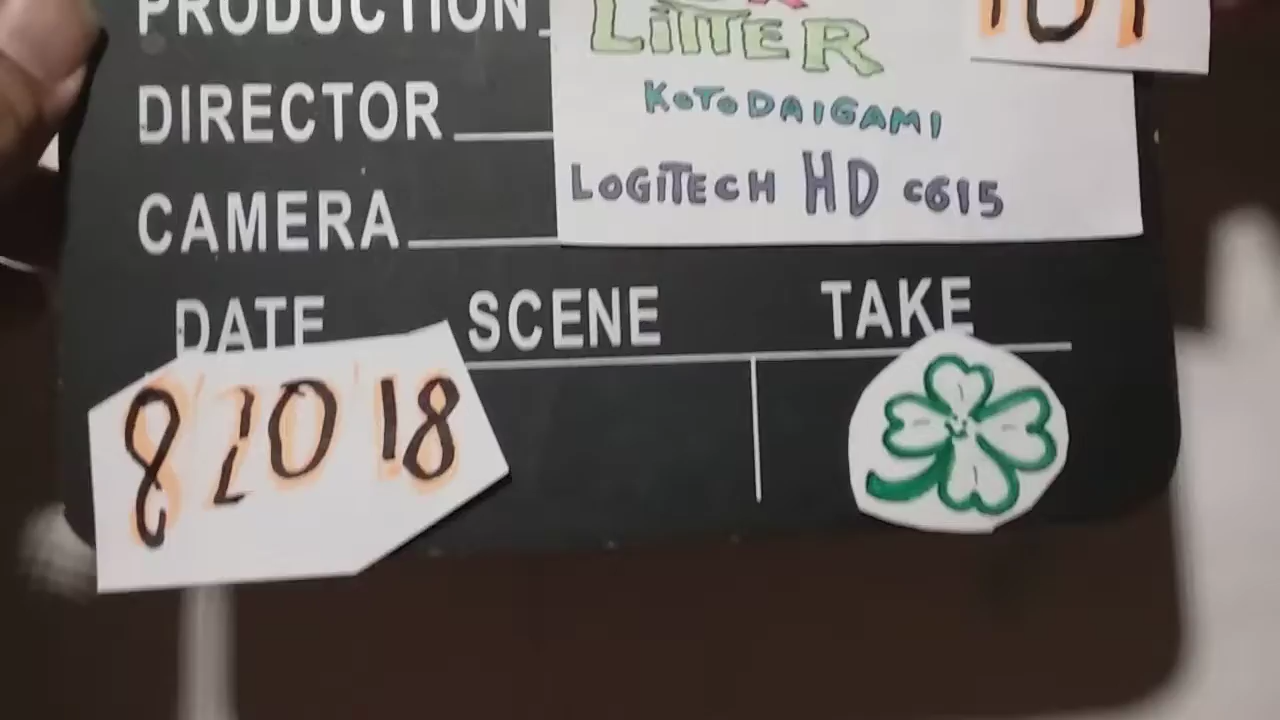 PRODUCTION
LITTER
DIRECTOR
KOTODAIGAMI
CAMERA
LOGITECH HD C615
DATE SCENE TAKE
8 20 18